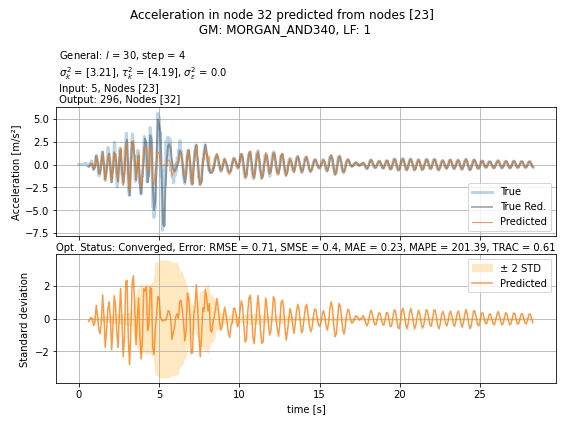 Acceleration in node 32 predicted from nodes [23]
GM: MORGAN_AND340, LF: 1
General: l = 30, step = 4
σ²ₖ = [3.21], τ²ₖ = [4.19], σ²ε = 0.0
Input: 5, Nodes [23]
Output: 296, Nodes [32]
Acceleration [m/s²]
5.0
2.5
0.0
−2.5
−5.0
−7.5
True
True Red.
Predicted
Opt. Status: Converged, Error: RMSE = 0.71, SMSE = 0.4, MAE = 0.23, MAPE = 201.39, TRAC = 0.61
Standard deviation
2
0
−2
± 2 STD
Predicted
0 5 10 15 20 25
time [s]